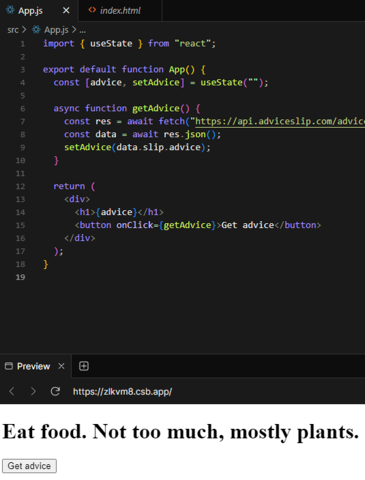 App.js
index.html
src > App.js > ...
1 import { useState } from "react";
2
3 export default function App() {
4 const [advice, setAdvice] = useState("");
5
6 async function getAdvice() {
7 const res = await fetch("https://api.adviceslip.com/advic
8 const data = await res.json();
9 setAdvice(data.slip.advice);
10 }
11
12 return (
13 <div>
14 <h1>{advice}</h1>
15 <button onClick={getAdvice}>Get advice</button>
16 </div>
17 );
18 }
19
Preview
https://zlkvm8.csb.app/
Eat food. Not too much, mostly plants.
Get advice